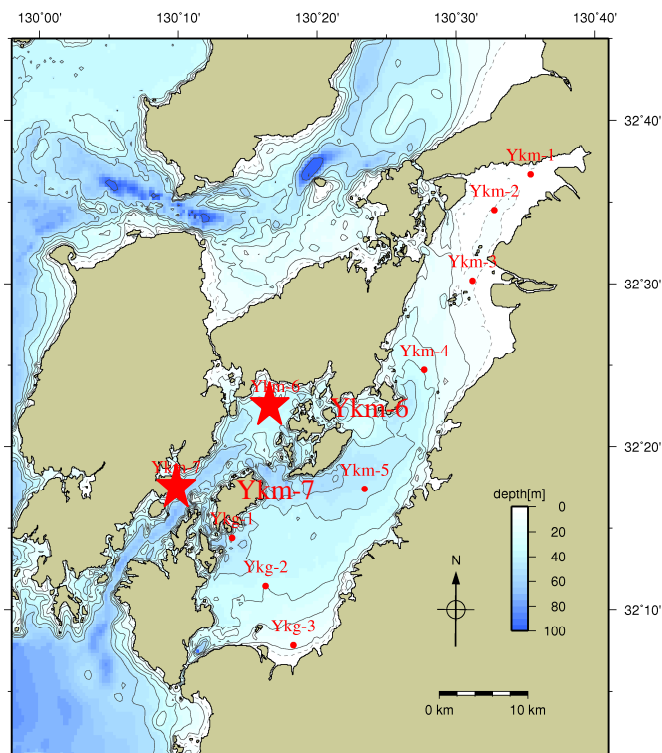 130°00' 130°10' 130°20' 130°30' 130°40'
32°40'
Ykm-1
Ykm-2
32°30'
Ykm-3
Ykm-4
Ykm-6
Ykm-6
32°20'
Ykm-7
Ykm-5
Ykm-7
depth[m]
0
20
40
60
80
100
Ykg-1
Ykg-2
N
32°10'
Ykg-3
0 km 10 km